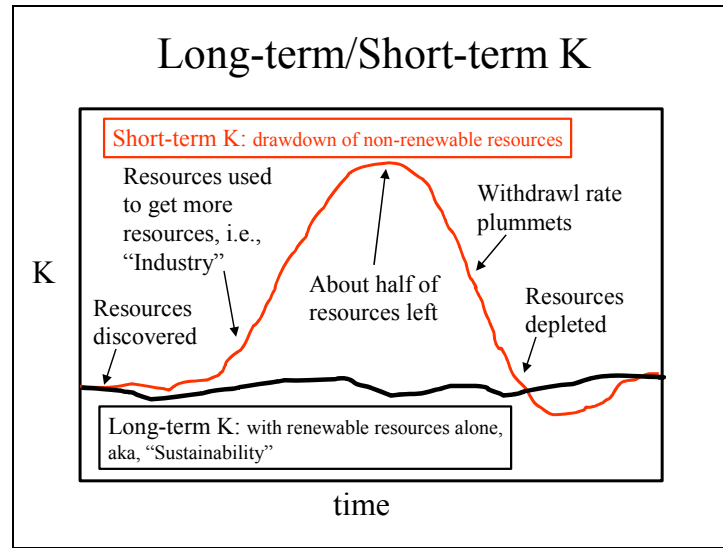 Long-term/Short-term K
Short-term K: drawdown of non-renewable resources
Resources used
to get more
resources, i.e.,
“Industry”
Withdrawl rate
plummets
K
About half of
resources left
Resources
discovered
Resources
depleted
Long-term K: with renewable resources alone,
aka, “Sustainability”
time